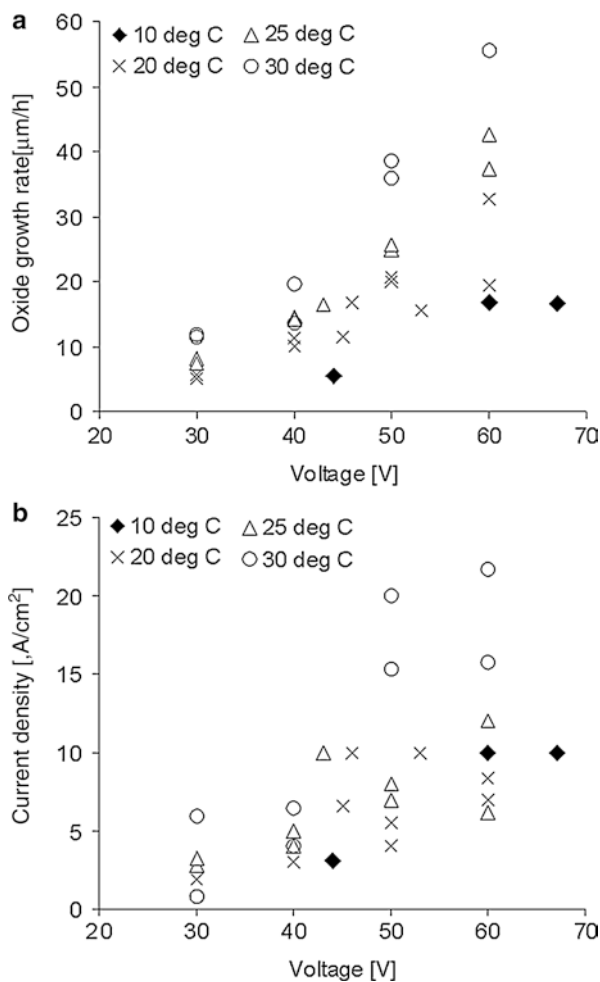 a
60
◆ 10 deg C △ 25 deg C
× 20 deg C ○ 30 deg C
50
40
30
20
10
0
Oxide growth rate[μm/h]
20 30 40 50 60 70
Voltage [V]
b
25
◆ 10 deg C △ 25 deg C
× 20 deg C ○ 30 deg C
20
15
10
5
0
Current density [,A/cm²]
20 30 40 50 60 70
Voltage [V]